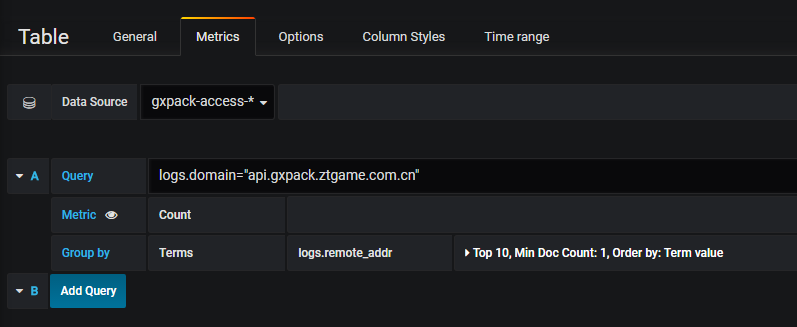 Table General Metrics Options Column Styles Time range
Data Source gxpack-access-*
A Query logs.domain="api.gxpack.ztgame.com.cn"
Metric Count
Group by Terms logs.remote_addr Top 10, Min Doc Count: 1, Order by: Term value
B Add Query